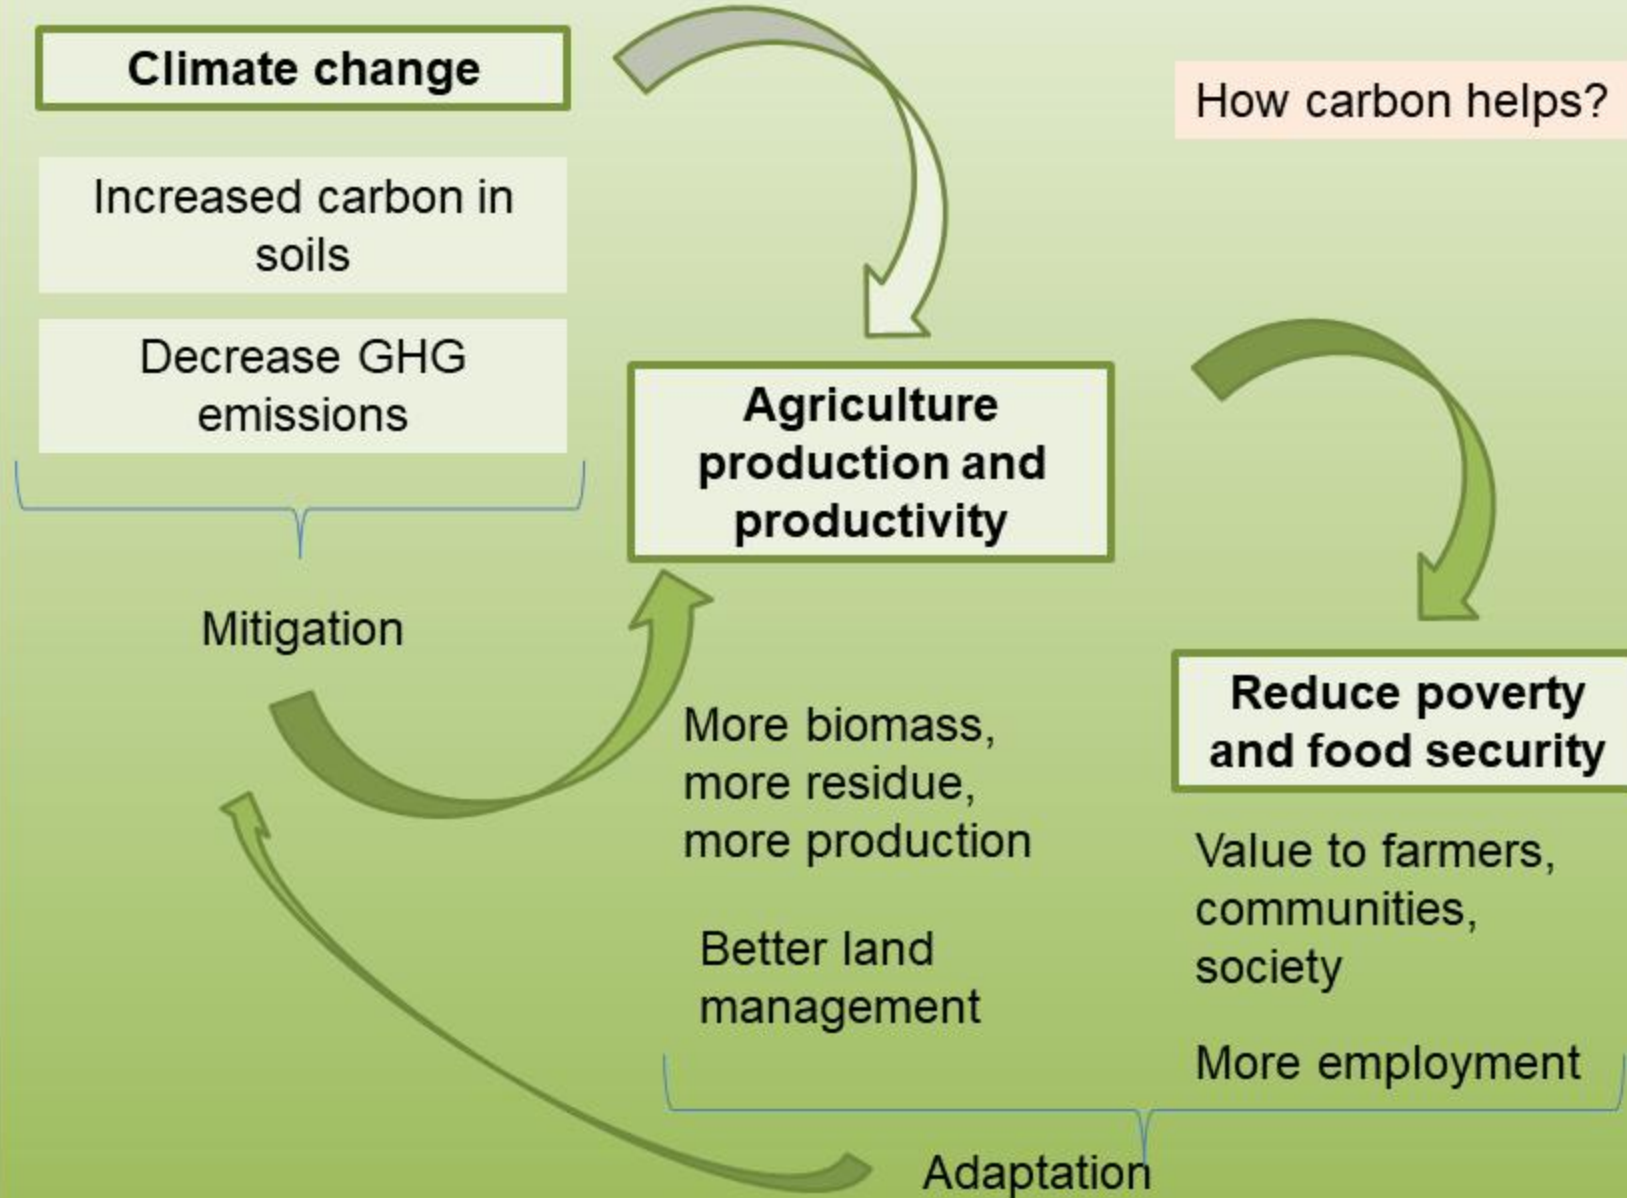 Climate change
Increased carbon in
soils
Decrease GHG
emissions
Mitigation
How carbon helps?
Agriculture
production and
productivity
More biomass,
more residue,
more production
Better land
management
Reduce poverty
and food security
Value to farmers,
communities,
society
More employment
Adaptation